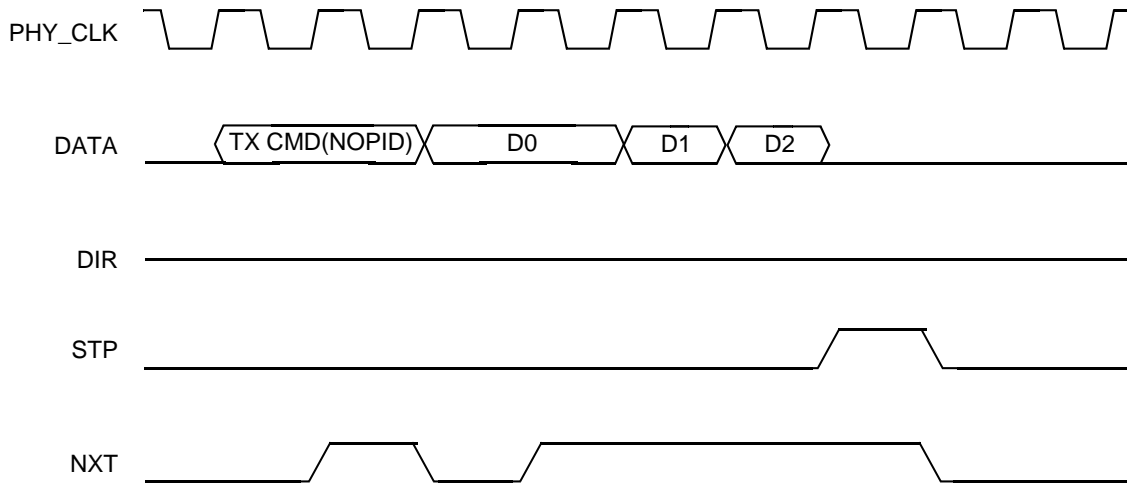 PHY_CLK
DATA
TX CMD(NOPID)
D0
D1
D2
DIR
STP
NXT